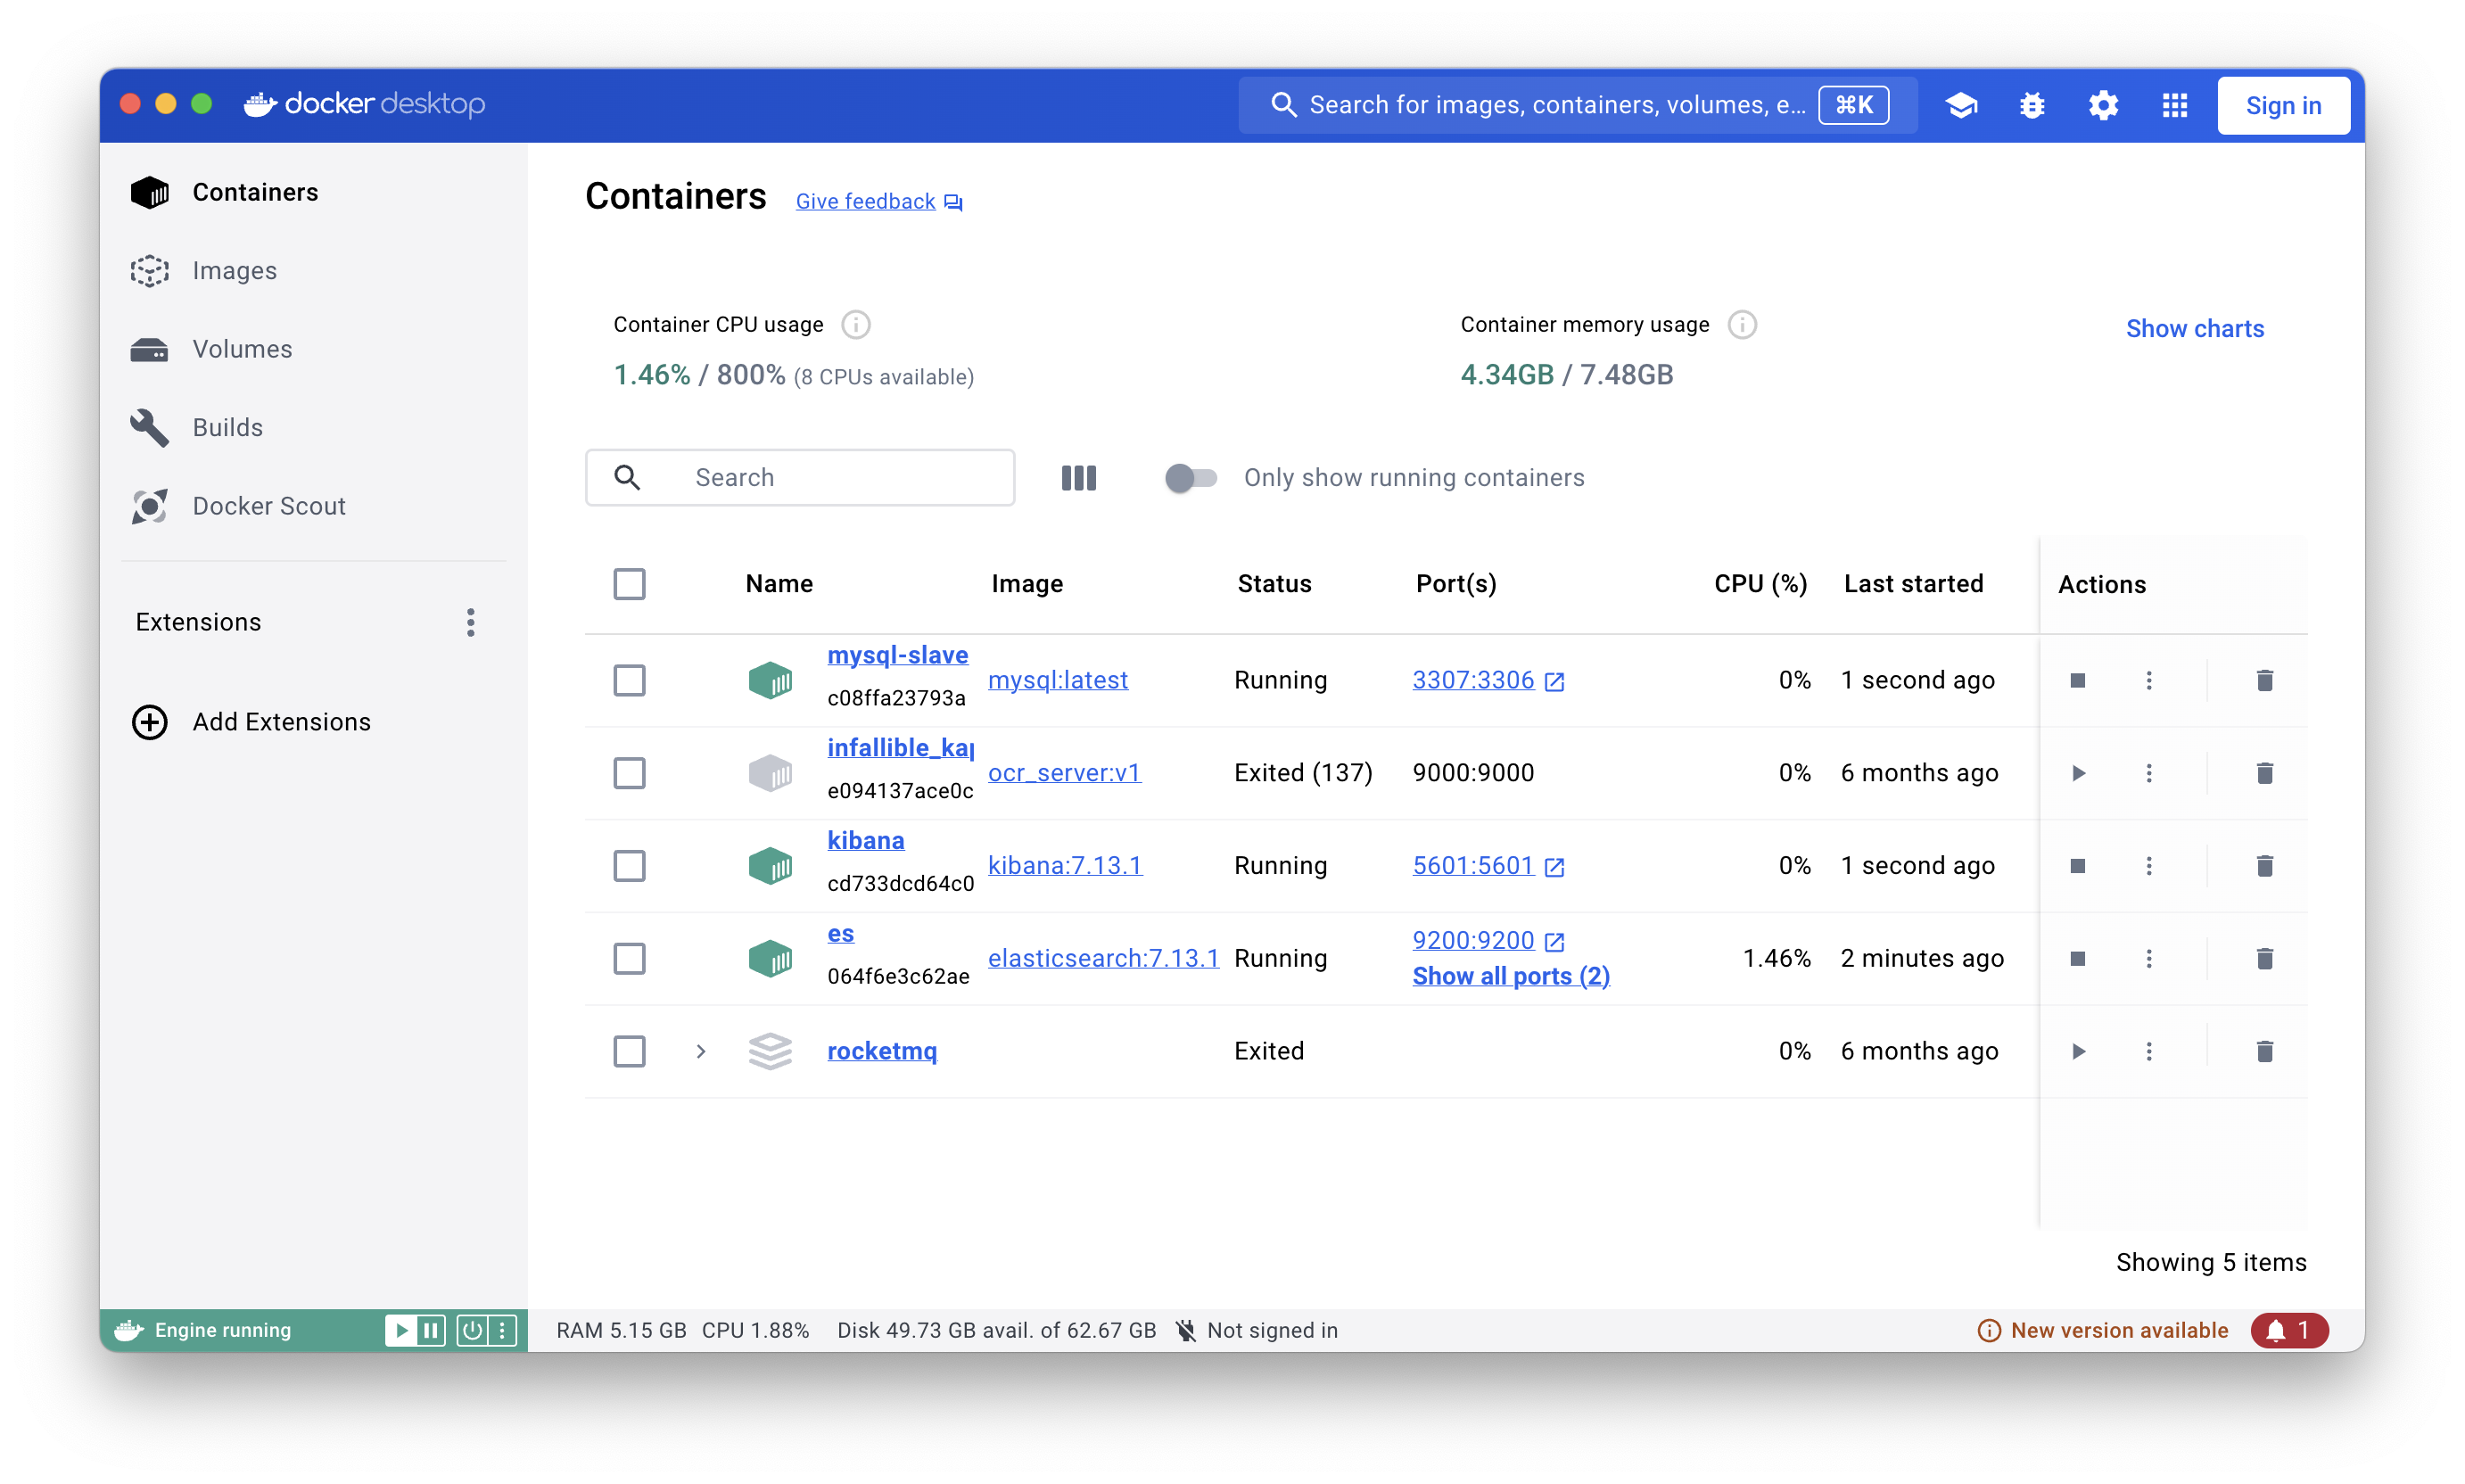 docker desktop
Search for images, containers, volumes, e... ⌘K
Sign in
Containers
Images
Volumes
Builds
Docker Scout
Extensions
Add Extensions
Containers Give feedback
Container CPU usage
1.46% / 800% (8 CPUs available)
Container memory usage
4.34GB / 7.48GB
Show charts
Search
Only show running containers
Name Image Status Port(s) CPU (%) Last started Actions
mysql-slave
c08ffa23793a
mysql:latest Running 3307:3306 0% 1 second ago
infallible_kap
e094137ace0c
ocr_server:v1 Exited (137) 9000:9000 0% 6 months ago
kibana
cd733dcd64c0
kibana:7.13.1 Running 5601:5601 0% 1 second ago
es
064f6e3c62ae
elasticsearch:7.13.1 Running 9200:9200
Show all ports (2)
1.46% 2 minutes ago
rocketmq Exited 0% 6 months ago
Showing 5 items
Engine running
RAM 5.15 GB CPU 1.88% Disk 49.73 GB avail. of 62.67 GB Not signed in
New version available
1